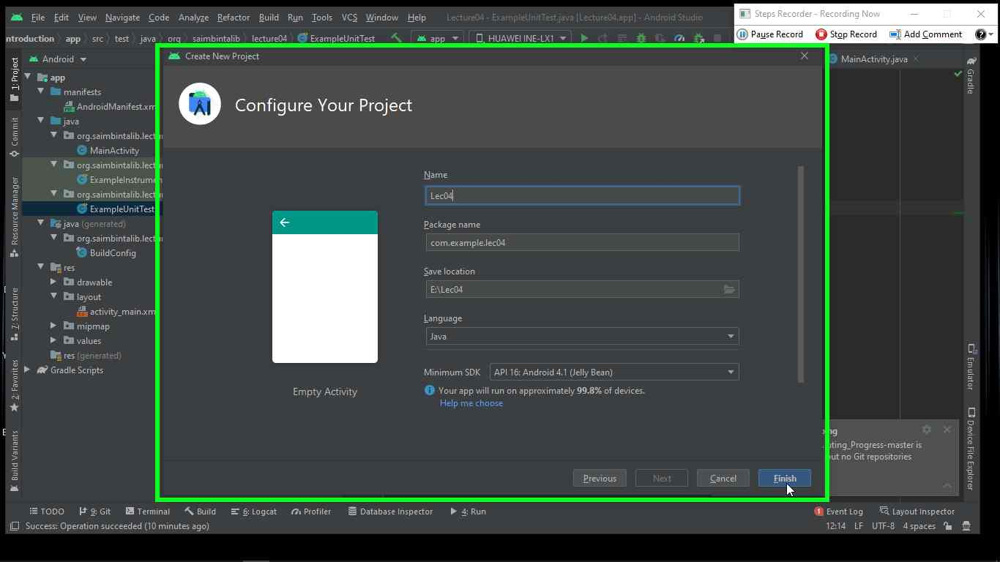 File Edit View Navigate Code Analyze Refactor Build Run Tools VCS Window Help Lecture04 - ExampleUnitTest.java [Lecture04.app] - Android Studio
Steps Recorder - Recording Now
Pause Record Stop Record Add Comment
ntroduction app src test java org saimbintalib lecture04 ExampleUnitTest app HUAWEI INE-LX1
Android
MainActivity.java
Create New Project
Configure Your Project
app
manifests
AndroidManifest.xm
java
org.saimbintalib.lectur
MainActivity
org.saimbintalib.lectur
ExampleInstrumen
org.saimbintalib.lectur
ExampleUnitTest
java (generated)
org.saimbintalib.lectur
BuildConfig
res
drawable
layout
activity_main.xm
mipmap
values
res (generated)
Gradle Scripts
1: Project
Commit
Resource Manager
7: Structure
2: Favorites
Build Variants
Name
Lec04
Package name
com.example.lec04
Save location
E:\Lec04
Language
Java
Minimum SDK API 16: Android 4.1 (Jelly Bean)
Your app will run on approximately 99.8% of devices.
Help me choose
Empty Activity
Previous Next Cancel Finish
Gradle
Emulator
Device File Explorer
uting_Progress-master is
out no Git repositories
TODO 9: Git Terminal Build 6: Logcat Profiler Database Inspector 4: Run 1 Event Log Layout Inspector
Success: Operation succeeded (10 minutes ago) 12:14 LF UTF-8 4 spaces